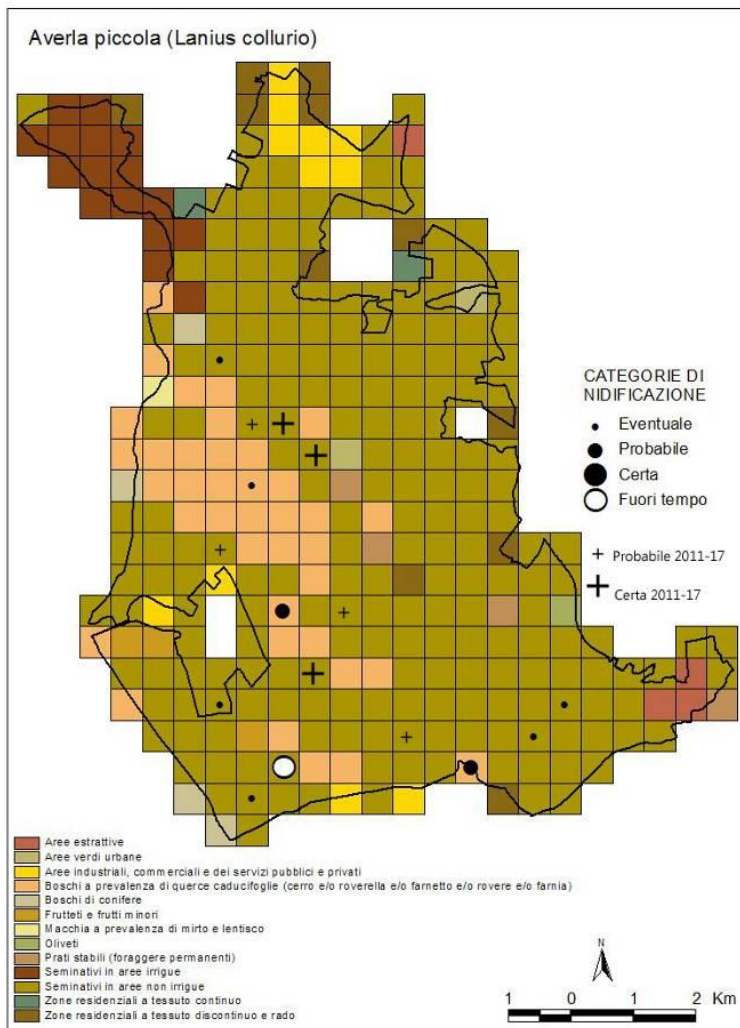 Averla piccola (Lanius collurio)
CATEGORIE DI
NIDIFICAZIONE
Eventuale
Probabile
Certa
Fuori tempo
Probabile 2011-17
Certa 2011-17
Aree estrattive
Aree verdi urbane
Aree industriali, commerciali e dei servizi pubblici e privati
Boschi a prevalenza di querce caducifoglie (cerro e/o roverella e/o farnetto e/o rovere e/o farnia)
Boschi di conifere
Frutteti e frutti minori
Macchia a prevalenza di mirto e lentisco
Oliveti
Prati stabili (foraggere permanenti)
Seminativi in aree irrigue
Seminativi in aree non irrigue
Zone residenziali a tessuto continuo
Zone residenziali a tessuto discontinuo e rado
N
1 0 1 2 Km